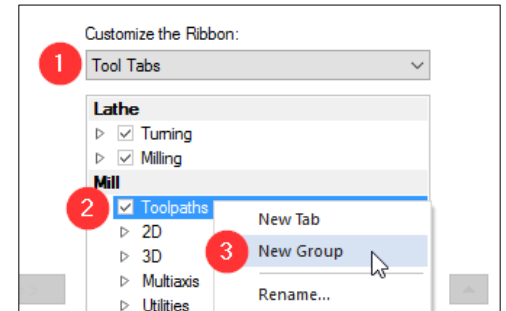 Customize the Ribbon:
1
Tool Tabs
Lathe
Turning
Milling
Mill
2
Toolpaths
New Tab
2D
3D
3
New Group
Multiaxis
Rename...
Utilities